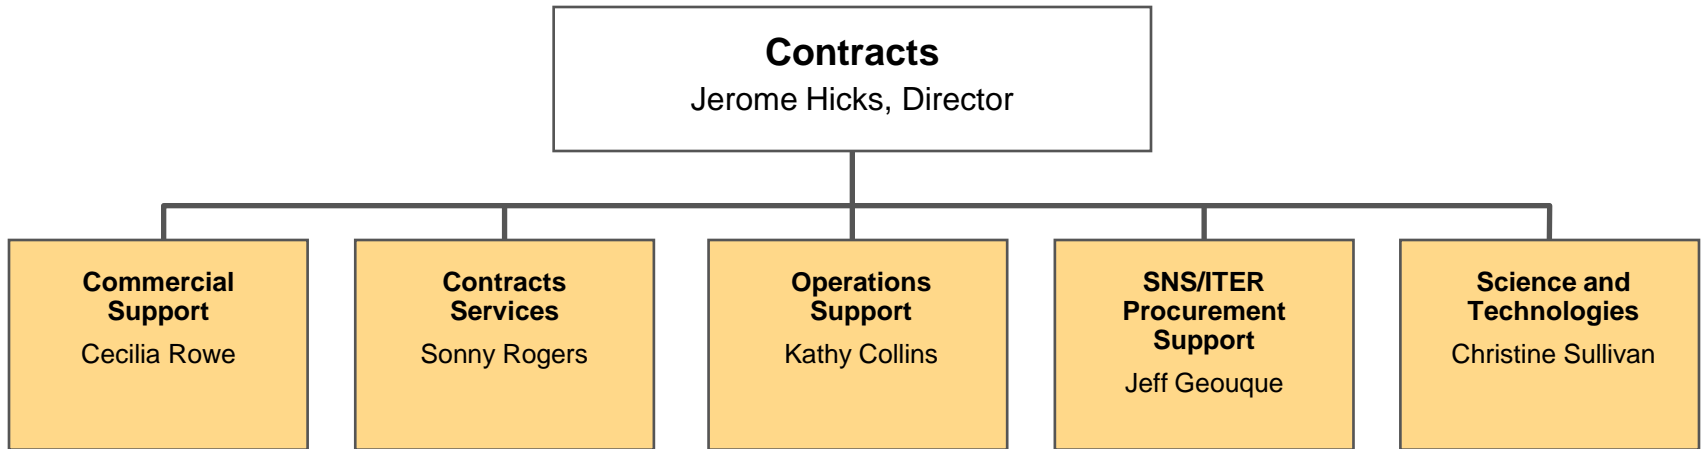 Contracts
Jerome Hicks, Director
Commercial
Support
Cecilia Rowe
Contracts
Services
Sonny Rogers
Operations
Support
Kathy Collins
SNS/ITER
Procurement
Support
Jeff Geouque
Science and
Technologies
Christine Sullivan